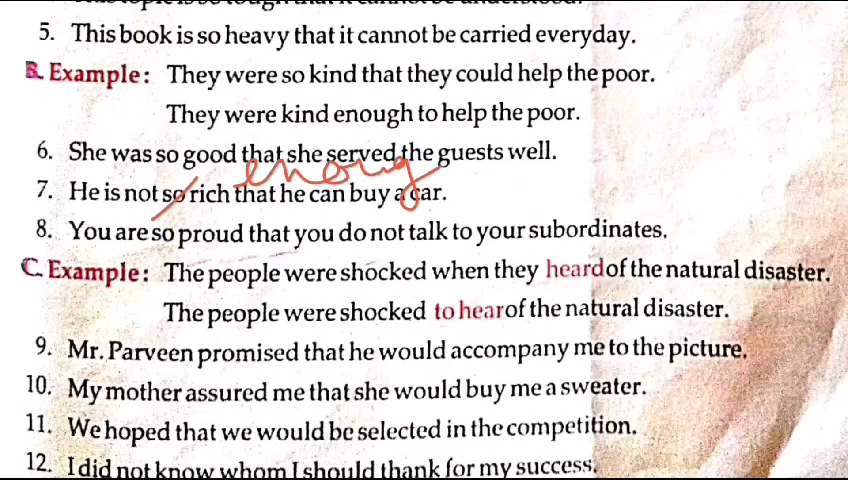 5. This book is so heavy that it cannot be carried everyday.
B. Example: They were so kind that they could help the poor.
They were kind enough to help the poor.
6. She was so good that she served the guests well.
enoug
7. He is not so rich that he can buy a car.
8. You are so proud that you do not talk to your subordinates.
C. Example: The people were shocked when they heard of the natural disaster.
The people were shocked to hear of the natural disaster.
9. Mr. Parveen promised that he would accompany me to the picture.
10. My mother assured me that she would buy me a sweater.
11. We hoped that we would be selected in the competition.
12. I did not know whom I should thank for my success.